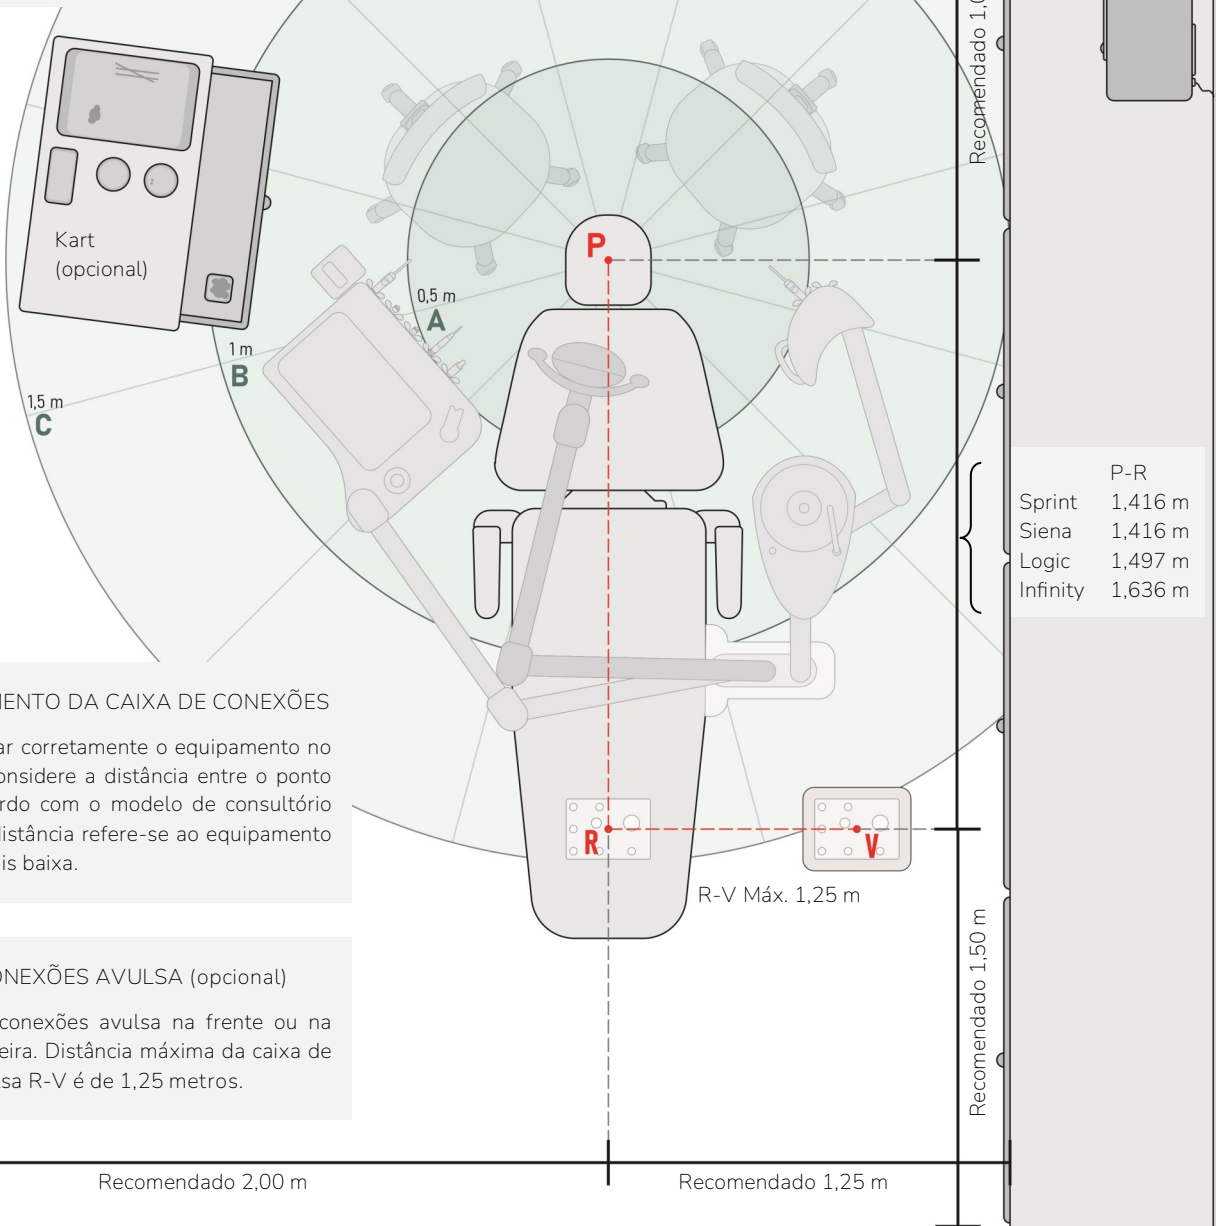 Recomendado 1,0
P
Kart
(opcional)
0,5 m
A
1 m
B
1,5 m
C
P-R
Sprint 1,416 m
Siena 1,416 m
Logic 1,497 m
Infinity 1,636 m
MENTO DA CAIXA DE CONEXÕES
ar corretamente o equipamento no
onsidere a distância entre o ponto
rdo com o modelo de consultório
distância refere-se ao equipamento
is baixa.
R
V
R-V Máx. 1,25 m
ONEXÕES AVULSA (opcional)
conexões avulsa na frente ou na
eira. Distância máxima da caixa de
sa R-V é de 1,25 metros.
Recomendado 1,50 m
Recomendado 2,00 m
Recomendado 1,25 m